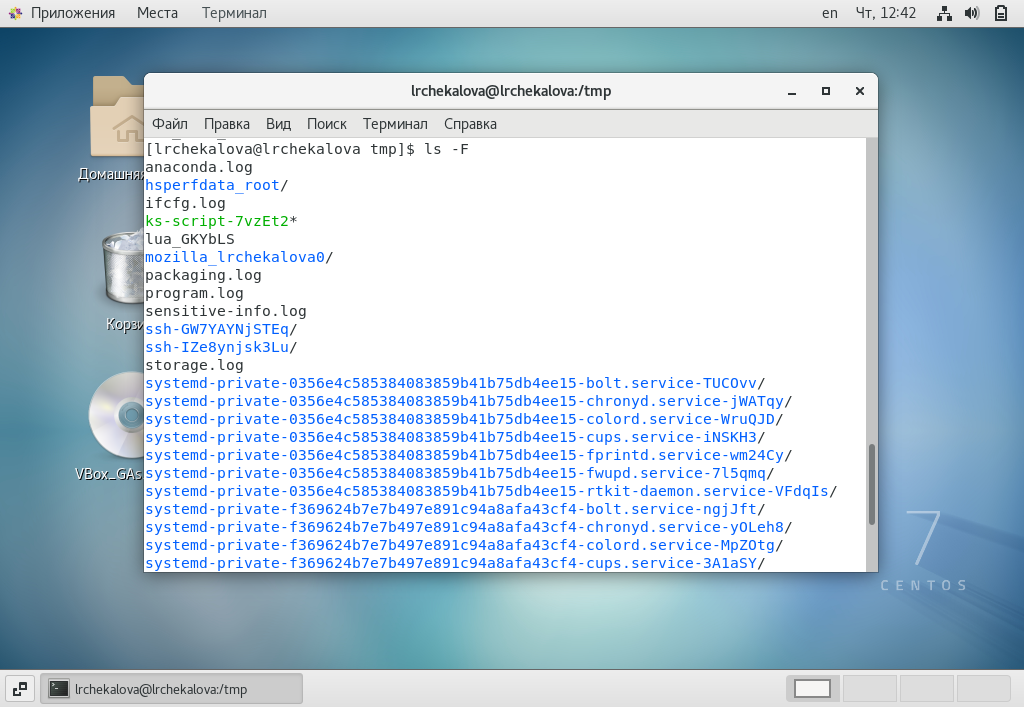 Приложения Места Терминал en Чт, 12:42
lrchekalova@lrchekalova:/tmp
Файл Правка Вид Поиск Терминал Справка
[lrchekalova@lrchekalova tmp]$ ls -F
anaconda.log
hsperfdata_root/
ifcfg.log
ks-script-7vzEt2*
lua_GKYbLS
mozilla_lrchekalova0/
packaging.log
program.log
sensitive-info.log
ssh-GW7YAYNjSTEq/
ssh-IZe8ynjsk3Lu/
storage.log
systemd-private-0356e4c585384083859b41b75db4ee15-bolt.service-TUCOvv/
systemd-private-0356e4c585384083859b41b75db4ee15-chronyd.service-jWATqy/
systemd-private-0356e4c585384083859b41b75db4ee15-colord.service-WruQJD/
systemd-private-0356e4c585384083859b41b75db4ee15-cups.service-iNSKH3/
systemd-private-0356e4c585384083859b41b75db4ee15-fprintd.service-wm24Cy/
systemd-private-0356e4c585384083859b41b75db4ee15-fwupd.service-7l5qmq/
systemd-private-0356e4c585384083859b41b75db4ee15-rtkit-daemon.service-VFdqIs/
systemd-private-f369624b7e7b497e891c94a8afa43cf4-bolt.service-ngjJft/
systemd-private-f369624b7e7b497e891c94a8afa43cf4-chronyd.service-yOLeh8/
systemd-private-f369624b7e7b497e891c94a8afa43cf4-colord.service-MpZOtg/
systemd-private-f369624b7e7b497e891c94a8afa43cf4-cups.service-3A1aSY/
Домашняя
Корзи
VBox_GAs
7
CENTOS
lrchekalova@lrchekalova:/tmp